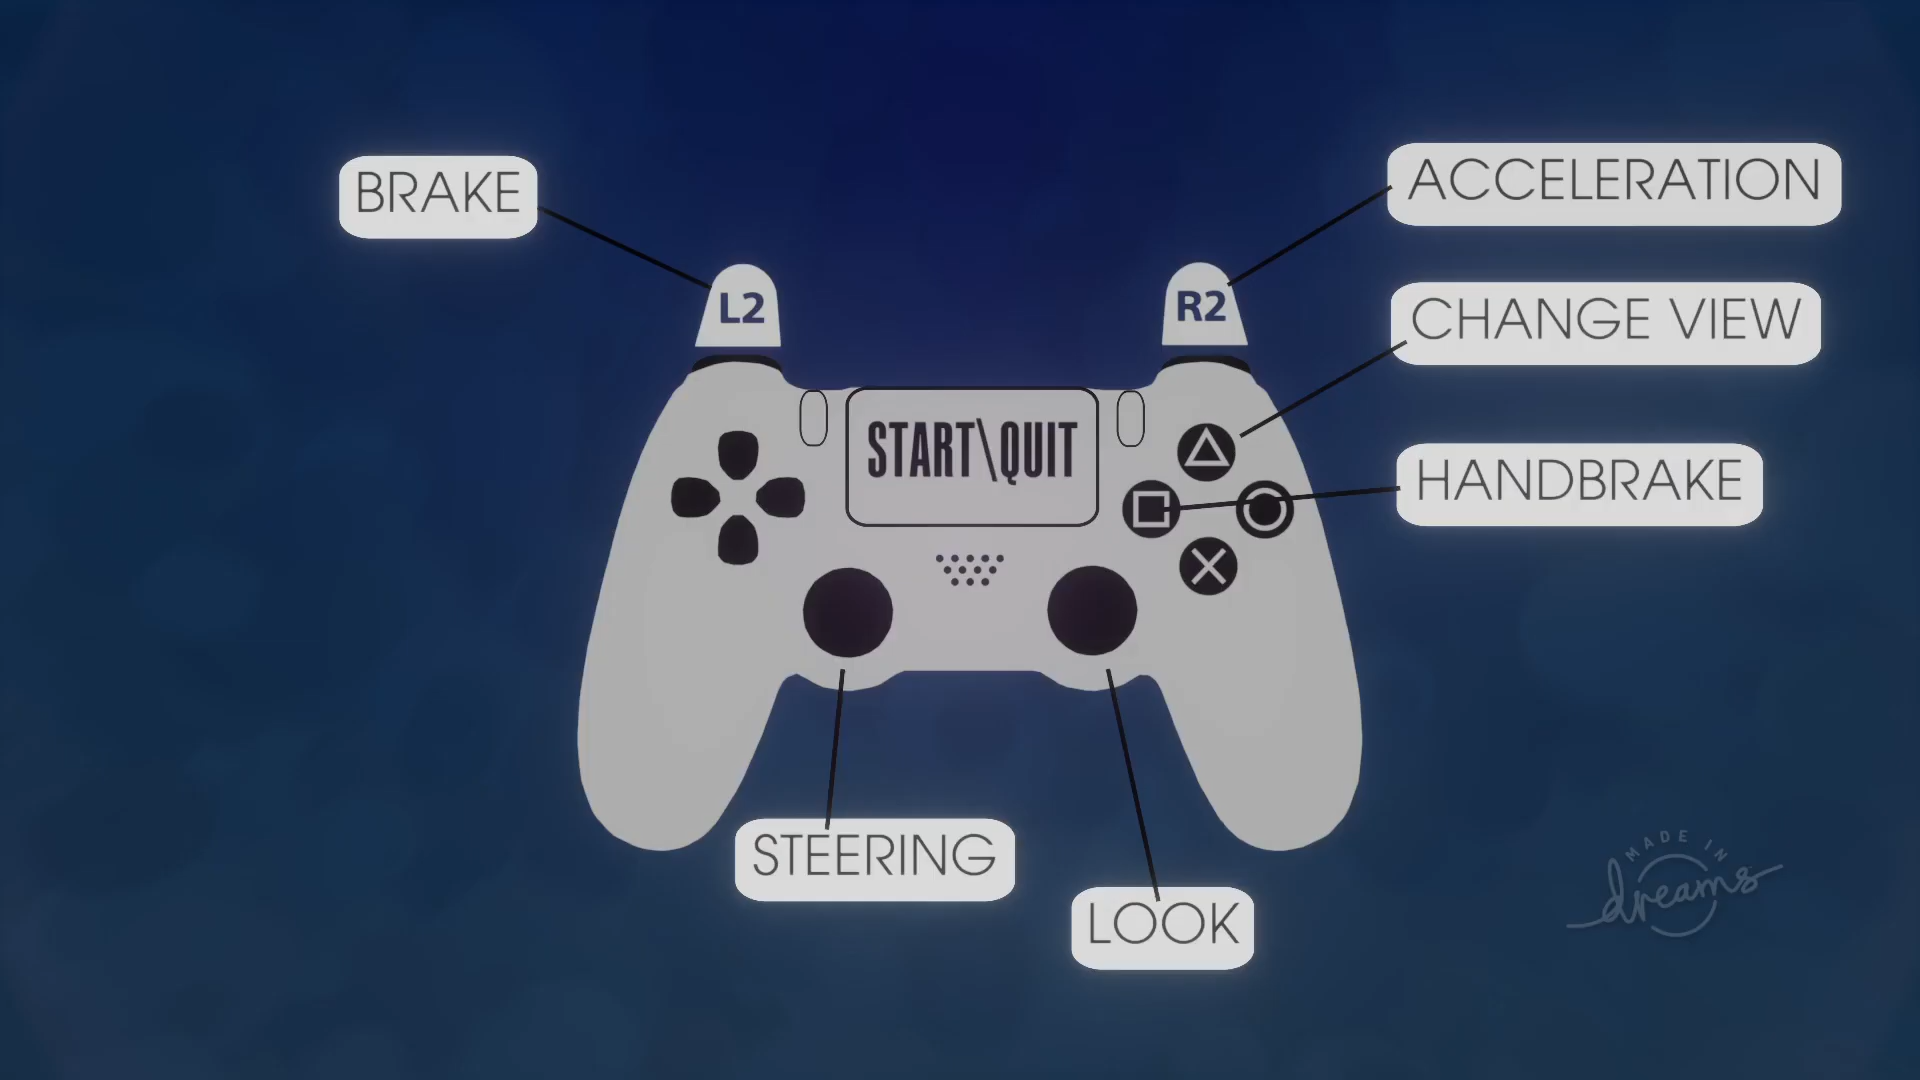 BRAKE
ACCELERATION
L2
R2
CHANGE VIEW
START\QUIT
HANDBRAKE
STEERING
LOOK
MADE IN
dreams